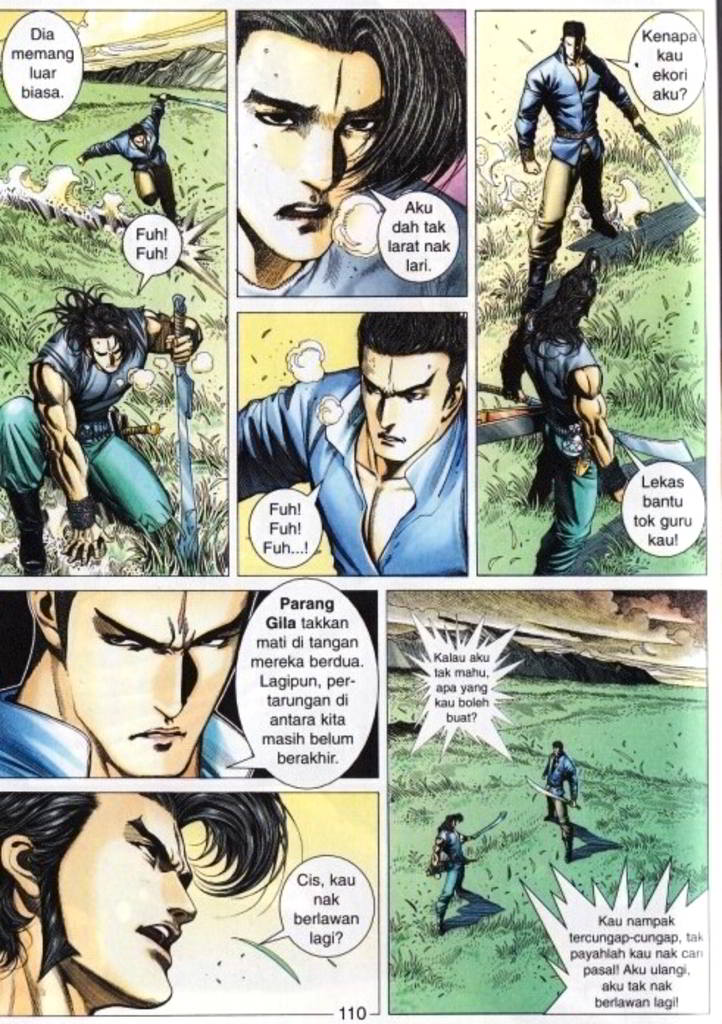 Dia
memang
luar
biasa.
Fuh!
Fuh!
Aku
dah tak
larat nak
lari.
Fuh!
Fuh!
Fuh...!
Kenapa
kau
ekori
aku?
Lekas
bantu
tok guru
kau!
Parang
Gila takkan
mati di tangan
mereka berdua.
Lagipun, per-
tarungan di
antara kita
masih belum
berakhir.
Cis, kau
nak
berlawan
lagi?
Kalau aku
tak mahu,
apa yang
kau boleh
buat?
Kau nampak
tercungap-cungap, tak
payahlah kau nak cari
pasal! Aku ulangi,
aku tak nak
berlawan lagi!
110